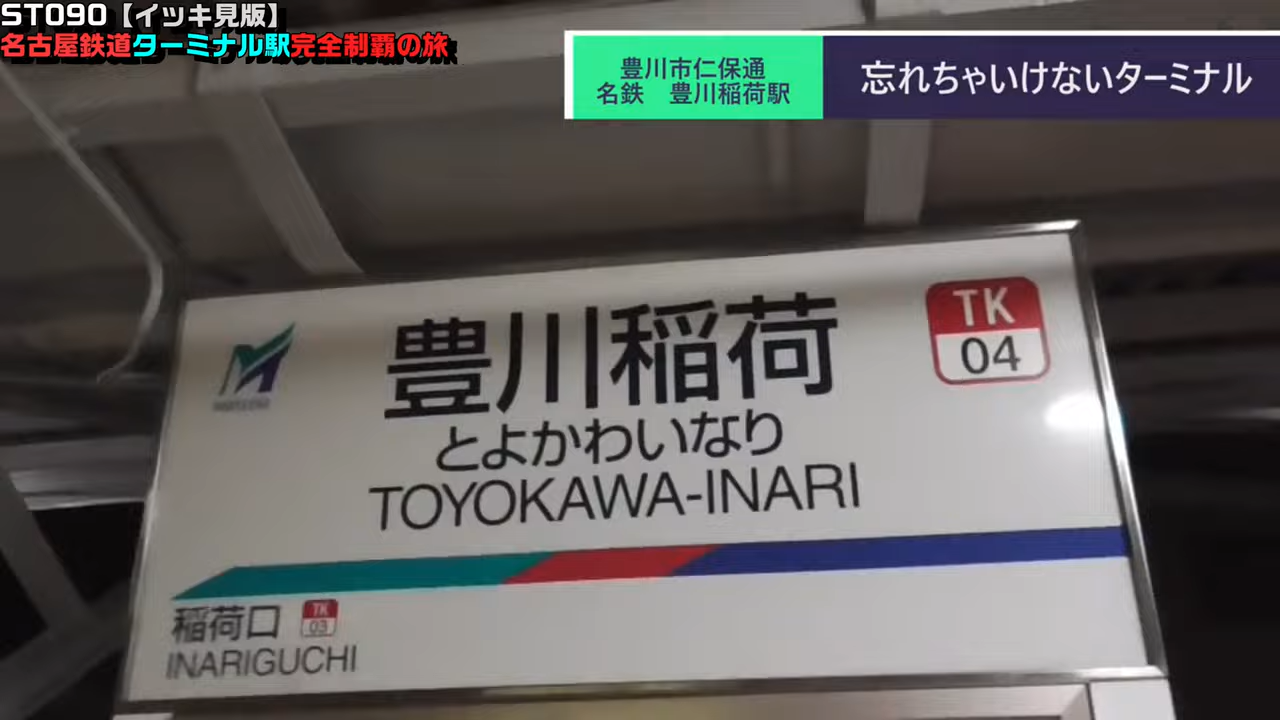 ST090【イッキ見版】
名古屋鉄道ターミナル駅完全制覇の旅
豊川市仁保通
名鉄　豊川稲荷駅
忘れちゃいけないターミナル
豊川稲荷
とよかわいなり
TOYOKAWA-INARI
TK
04
稲荷口
TK
03
INARIGUCHI